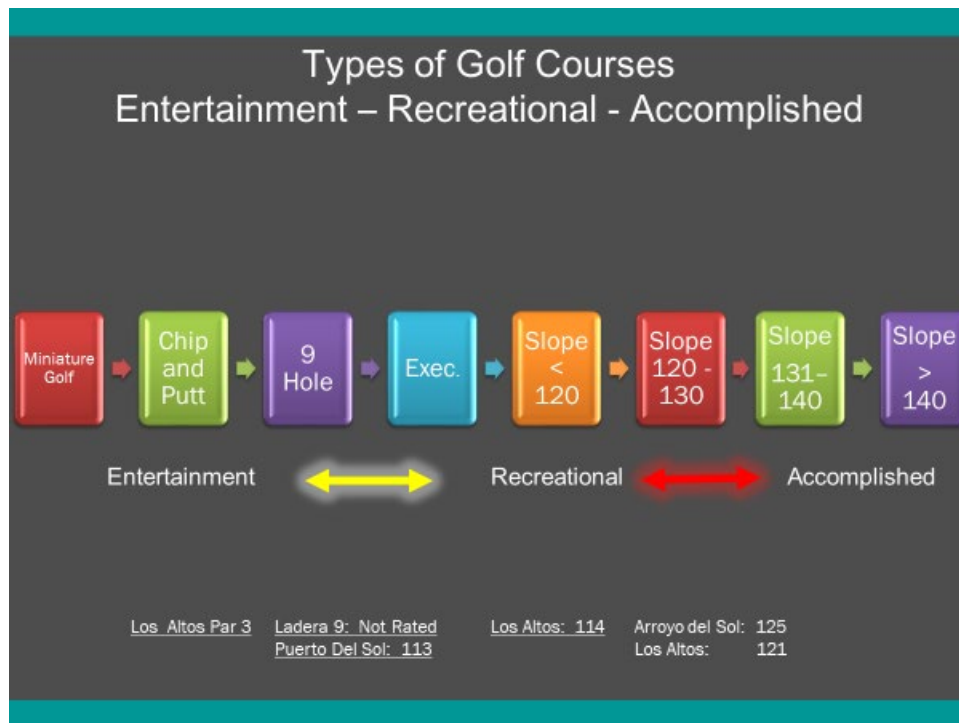 Types of Golf Courses
Entertainment – Recreational - Accomplished
Miniature
Golf
Chip
and
Putt
9
Hole
Exec.
Slope
<
120
Slope
120 -
130
Slope
131–
140
Slope
>
140
Entertainment
Recreational
Accomplished
Los Altos Par 3
Ladera 9: Not Rated
Puerto Del Sol: 113
Los Altos: 114
Arroyo del Sol: 125
Los Altos: 121